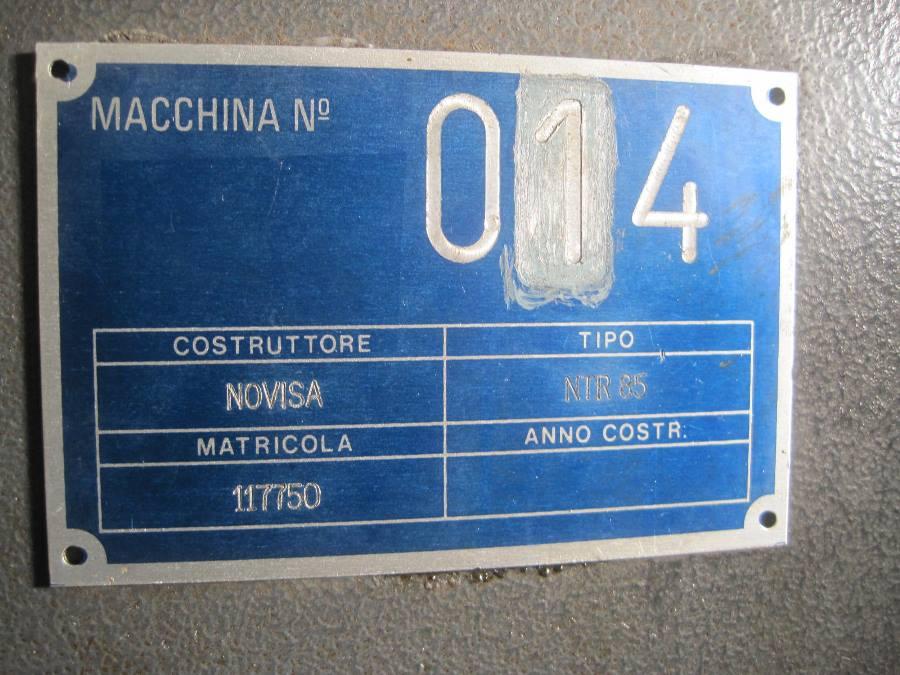 MACCHINA Nº 014
COSTRUTTORE TIPO
NOVISA NTR 85
MATRICOLA ANNO COSTR.
117750